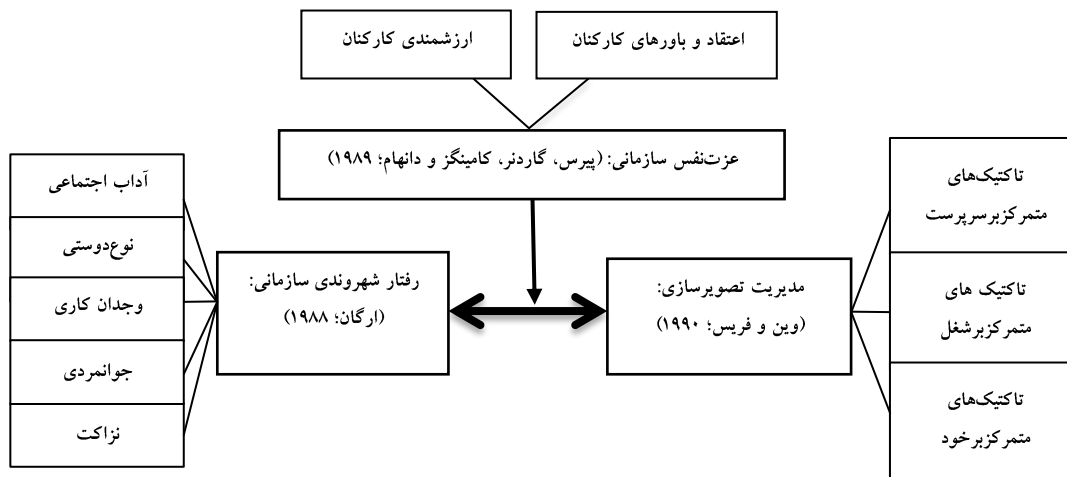 اعتقاد و باورهای کارکنان
ارزشمندی کارکنان
عزت‌نفس سازمانی: (پیرس، گاردنر، کامینگز و دانهام؛ ۱۹۸۹)
تاکتیک‌های
متمرکزبرسرپرست
تاکتیک های
متمرکزبرشغل
تاکتیک‌های
متمرکزبرخود
مدیریت تصویرسازی:
(وین و فریس؛ ۱۹۹۰)
رفتار شهروندی سازمانی:
(ارگان؛ ۱۹۸۸)
آداب اجتماعی
نوع‌دوستی
وجدان کاری
جوانمردی
نزاکت